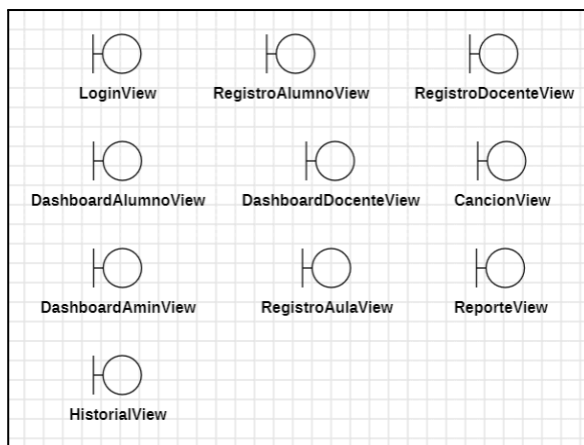 LoginView RegistroAlumnoView RegistroDocenteView
DashboardAlumnoView DashboardDocenteView CancionView
DashboardAminView RegistroAulaView ReporteView
HistorialView